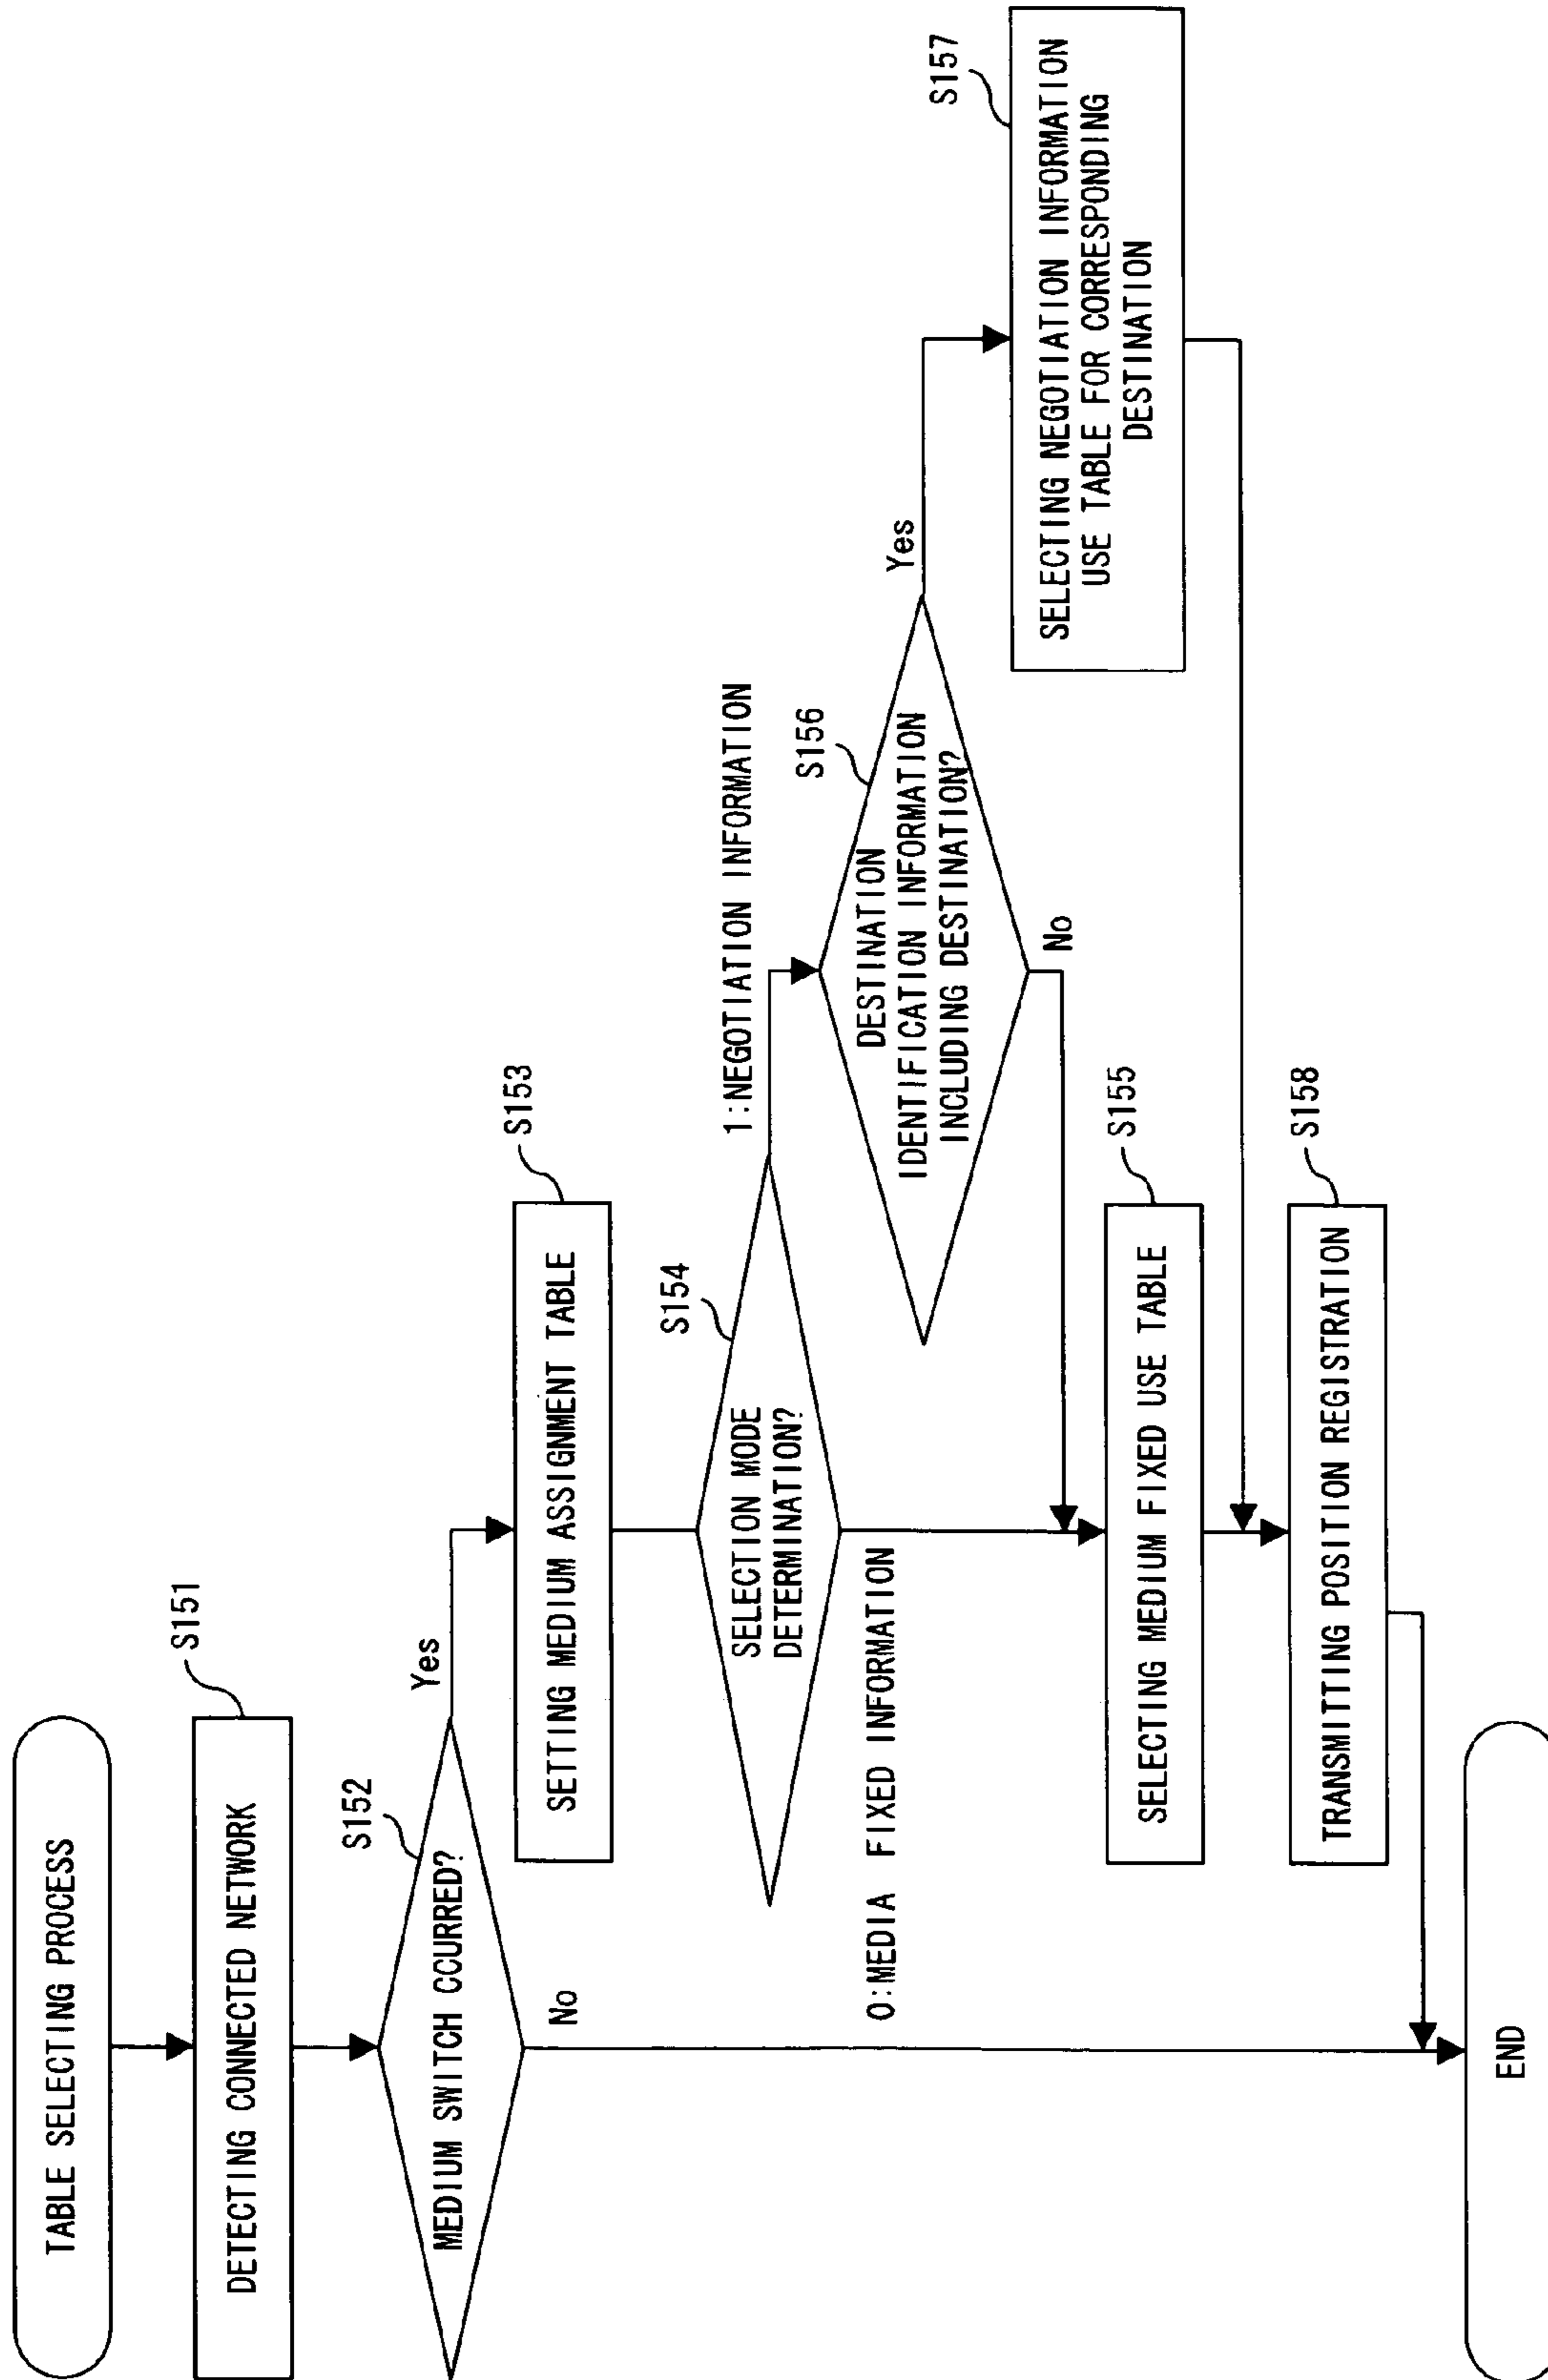 TABLE SELECTING PROCESS
S151
DETECTING CONNECTED NETWORK
S152
MEDIUM SWITCH CCURRED?
Yes
No
S153
SETTING MEDIUM ASSIGNMENT TABLE
S154
SELECTION MODE
DETERMINATION?
1:NEGOTIATION INFORMATION
0:MEDIA FIXED INFORMATION
S156
DESTINATION
IDENTIFICATION INFORMATION
INCLUDING DESTINATION?
Yes
No
S157
SELECTING NEGOTIATION INFORMATION
USE TABLE FOR CORRESPONDING
DESTINATION
S155
SELECTING MEDIUM FIXED USE TABLE
S158
TRANSMITTING POSITION REGISTRATION
END